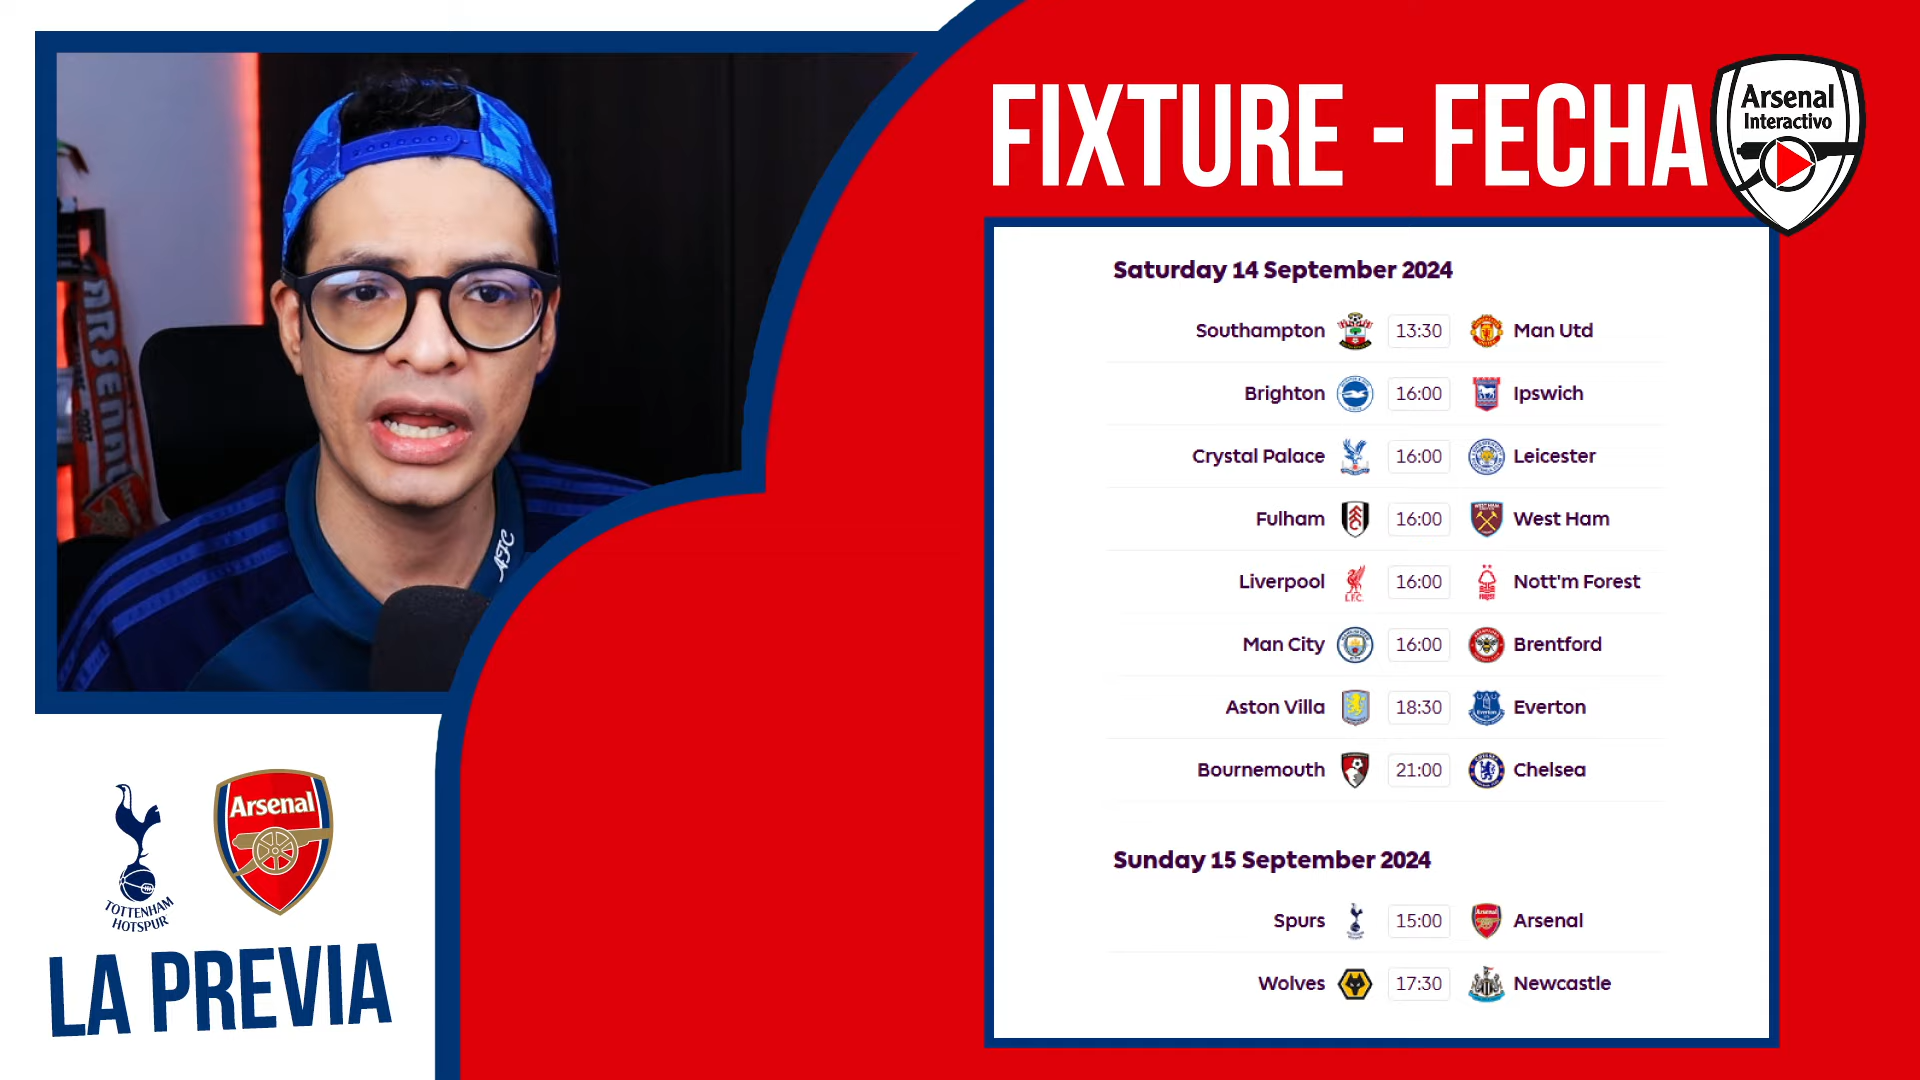 FIXTURE - FECHA
Arsenal
Interactivo
Saturday 14 September 2024
Southampton 13:30 Man Utd
Brighton 16:00 Ipswich
Crystal Palace 16:00 Leicester
Fulham 16:00 West Ham
Liverpool 16:00 Nott'm Forest
Man City 16:00 Brentford
Aston Villa 18:30 Everton
Bournemouth 21:00 Chelsea
Sunday 15 September 2024
Spurs 15:00 Arsenal
Wolves 17:30 Newcastle
ARSENAL
AFC
Arsenal
TOTTENHAM
HOTSPUR
LA PREVIA